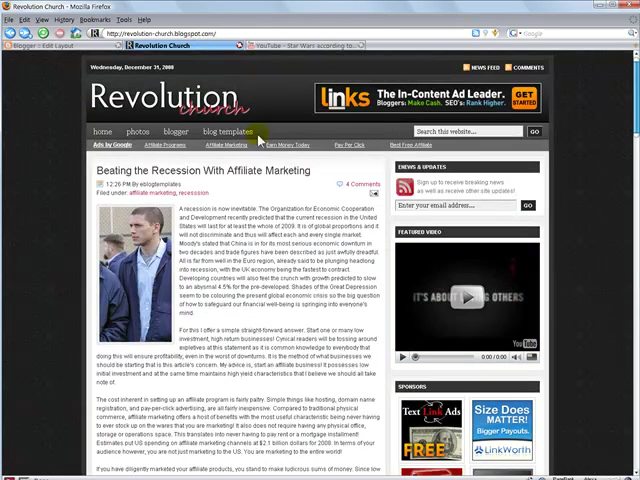 Revolution Church - Mozilla Firefox
File Edit View History Bookmarks Tools Help
http://revolution-church.blogspot.com/
Google
Blogger :: Edit Layout
Revolution Church
YouTube - Star Wars according to...
Wednesday, December 31, 2008
NEWS FEED
COMMENTS
Revolution
church
links
The In-Content Ad Leader.
Bloggers: Make Cash. SEO's: Rank Higher.
GET STARTED
home photos blogger blog templates
Search this website...
GO
Ads by Google Affiliate Programs Affiliate Marketing Earn Money Today Pay Per Click Best Free Affiliate
Beating the Recession With Affiliate Marketing
12:26 PM By eblogtemplates
4 Comments
Filed under: affiliate marketing, recesssion
A recession is now inevitable. The Organization for Economic Cooperation
and Development recently predicted that the current recession in the United
States will last for at least the whole of 2009. It is of global proportions and it
will not discriminate and thus will affect each and every single market.
Moody's stated that China is in for its most serious economic downturn in
two decades and trade figures have been described as just awfully dreadful.
All is far from well in the Euro region, already said to be plunging headlong
into recession, with the UK economy being the fastest to contract.
Developing countries will also feel the crunch with growth predicted to slow
to an abysmal 4.5% for the pre-developed. Shades of the Great Depression
seem to be colouring the present global economic crisis so the big question
of how to safeguard our financial well-being is springing into everyone's
mind.
For this I offer a simple straight-forward answer. Start one or many low
investment, high return businesses! Cynical readers will be tossing around
expletives at this statement as it is common knowledge to everybody that
doing this will ensure profitability, even in the worst of downturns. It is the method of what businesses we
should be starting that is this article's concern. My advice is, start an affiliate business! It possesses low
initial investment and at the same time maintains high yield characteristics that I believe we should all take
note of.
The cost inherent in setting up an affiliate program is fairly paltry. Simple things like hosting, domain name
registration, and pay-per-click advertising, are all fairly inexpensive. Compared to traditional physical
commerce, affiliate marketing offers a host of benefits with the most useful characteristic being never having
to ever stock up on the wares that you are marketing! It also does not require having any physical office,
storage or operations space. This translates into never having to pay rent or a mortgage installment!
Estimates put US spending on affiliate marketing channels at $2.1 billion dollars for 2008. In terms of your
audience however, you are not just marketing to the US. You are marketing to the entire world!
If you have diligently marketed your affiliate products, you stand to make ludicrous sums of money. Since low
ENEWS & UPDATES
Sign up to receive breaking news
as well as receive other site updates!
Enter your email address...
GO
FEATURED VIDEO
IT'S ABOUT
OTHERS
YouTube
0:00 / 0:00
SPONSORS
Text Link Ads
FREE
Size Does MATTER!
Bigger Payouts.
LinkWorth